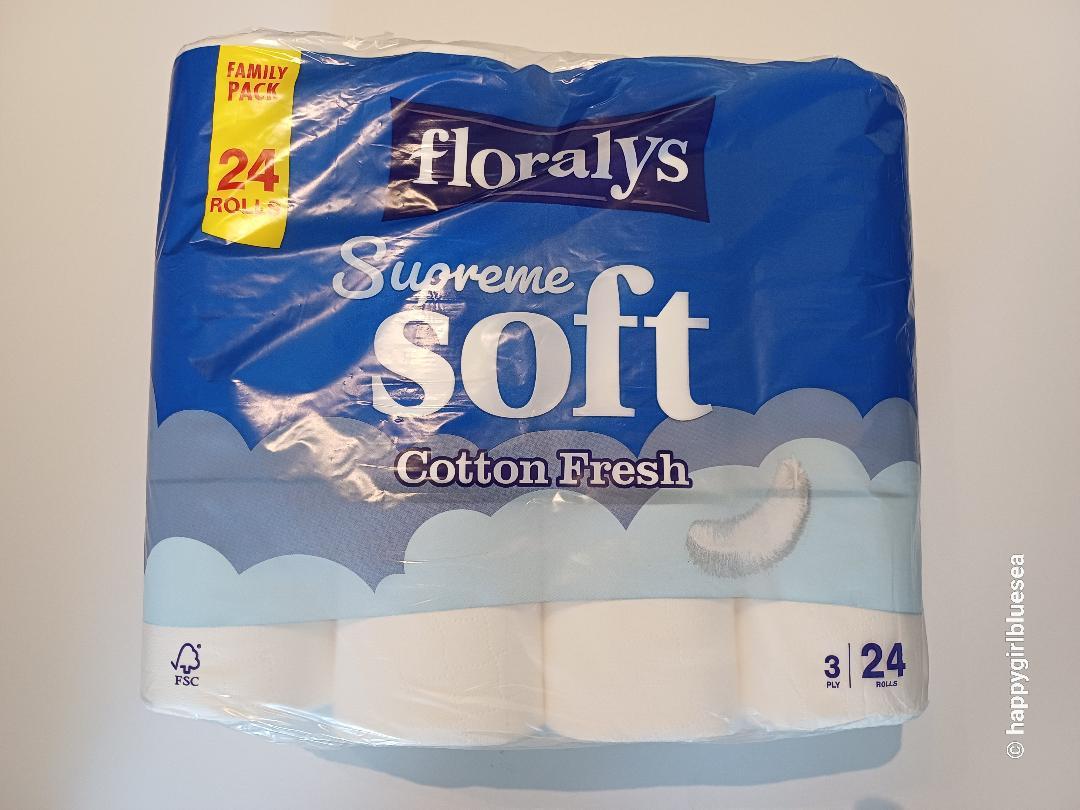 FAMILY
PACK
24
ROLLS
floralys
Supreme
soft
Cotton Fresh
FSC
3
PLY
24
ROLLS
© happygirlbluesea